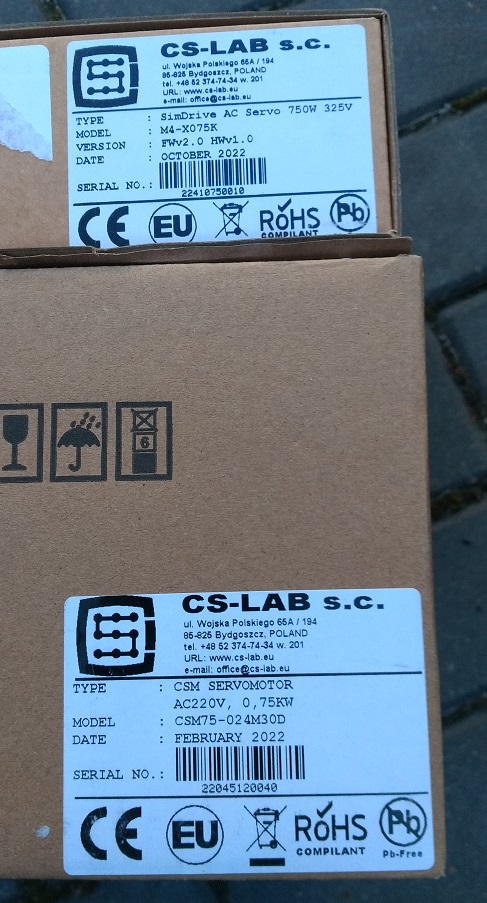 CS-LAB s.c.
ul. Wojska Polskiego 65A / 194
85-825 Bydgoszcz, POLAND
tel. +48 52 374-74-34 w. 201
URL: www.cs-lab.eu
e-mail: office@cs-lab.eu
TYPE : SimDrive AC Servo 750W 325V
MODEL : M4-X075K
VERSION : FWv2.0 HWv1.0
DATE : OCTOBER 2022
SERIAL NO.:
22410750010
CE EU RoHS Pb
COMPLIANT
6
CS-LAB s.c.
ul. Wojska Polskiego 65A / 194
85-825 Bydgoszcz, POLAND
tel. +48 52 374-74-34 w. 201
URL: www.cs-lab.eu
e-mail: office@cs-lab.eu
TYPE : CSM SERVOMOTOR
AC220V, 0,75KW
MODEL : CSM75-024M30D
DATE : FEBRUARY 2022
SERIAL NO.:
22045120040
CE EU RoHS Pb
COMPILANT Pb-Free